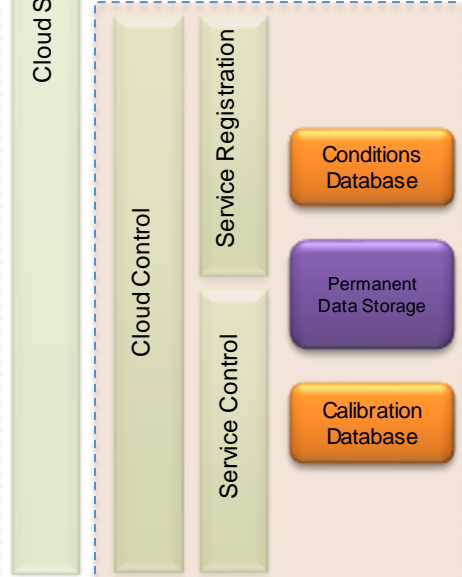 Cloud S
Cloud Control
Service Registration
Service Control
Conditions
Database
Permanent
Data Storage
Calibration
Database